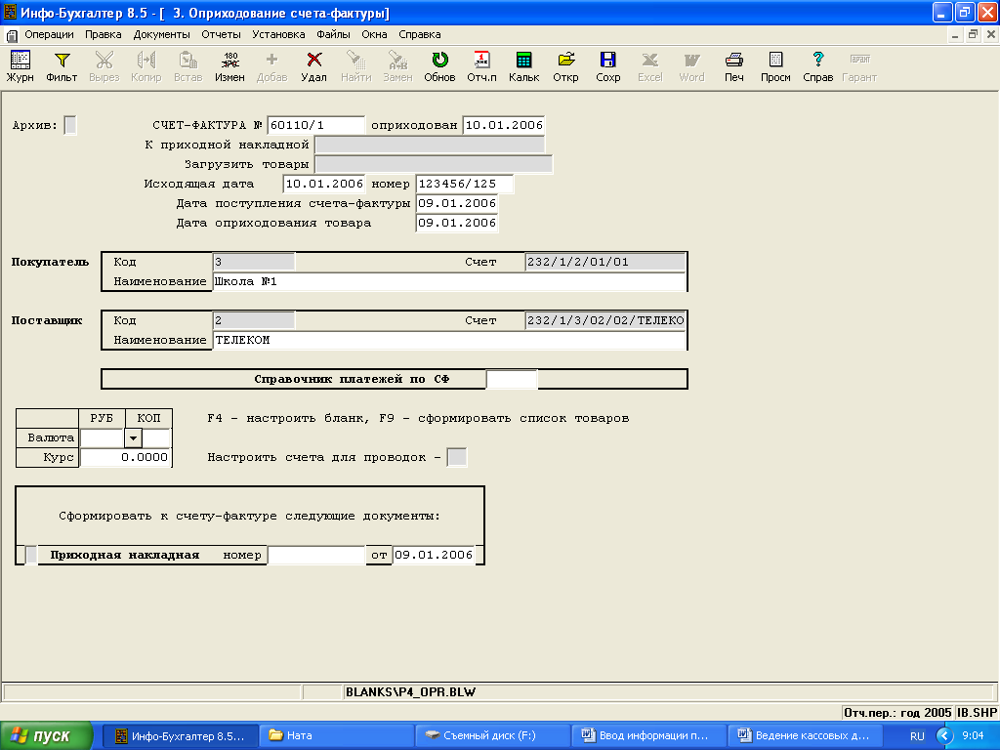 Инфо-Бухгалтер 8.5 - [ 3. Оприходование счета-фактуры]
Операции Правка Документы Отчеты Установка Файлы Окна Справка
Журн Фильт Вырез Копир Встав Измен Добав Удал Найти Замен Обнов Отч.п Кальк Откр Сохр Excel Word Печ Просм Справ Гарант
Архив: СЧЕТ-ФАКТУРА № 60110/1 оприходован 10.01.2006
К приходной накладной
Загрузить товары
Исходящая дата 10.01.2006 номер 123456/125
Дата поступления счета-фактуры 09.01.2006
Дата оприходования товара 09.01.2006
Покупатель Код 3 Счет 232/1/2/01/01
Наименование Школа №1
Поставщик Код 2 Счет 232/1/3/02/02/ТЕЛЕКО
Наименование ТЕЛЕКОМ
Справочник платежей по СФ
РУБ КОП F4 - настроить бланк, F9 - сформировать список товаров
Валюта
Курс 0.0000 Настроить счета для проводок -
Сформировать к счету-фактуре следующие документы:
Приходная накладная номер от 09.01.2006
BLANKS\P4_OPR.BLW
Отч.пер.: год 2005 IB.SHP
пуск Инфо-Бухгалтер 8.5... Ната Съемный диск (F:) Ввод информации п... Ведение кассовых д... RU 9:04